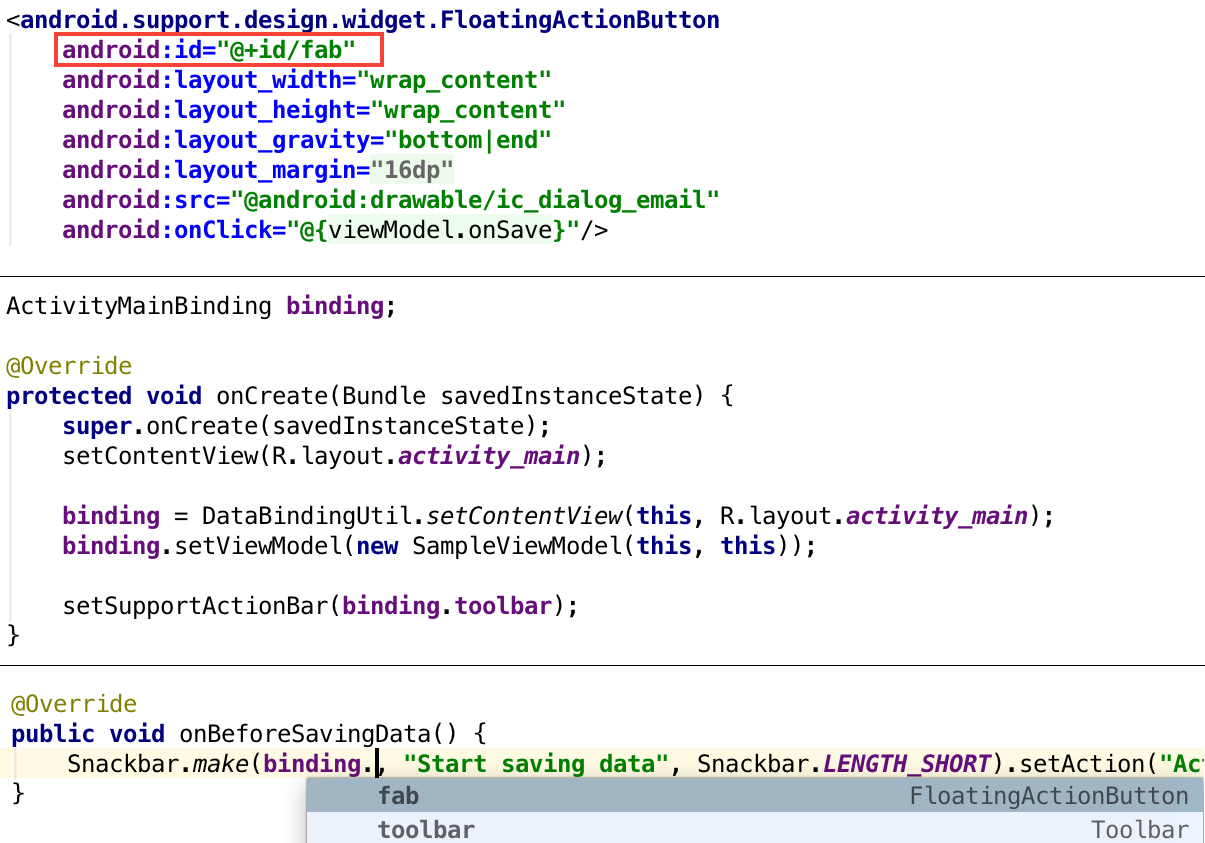 <android.support.design.widget.FloatingActionButton
android:id="@+id/fab"
android:layout_width="wrap_content"
android:layout_height="wrap_content"
android:layout_gravity="bottom|end"
android:layout_margin="16dp"
android:src="@android:drawable/ic_dialog_email"
android:onClick="@{viewModel.onSave}"/>
ActivityMainBinding binding;
@Override
protected void onCreate(Bundle savedInstanceState) {
super.onCreate(savedInstanceState);
setContentView(R.layout.activity_main);
binding = DataBindingUtil.setContentView(this, R.layout.activity_main);
binding.setViewModel(new SampleViewModel(this, this));
setSupportActionBar(binding.toolbar);
}
@Override
public void onBeforeSavingData() {
Snackbar.make(binding., "Start saving data", Snackbar.LENGTH_SHORT).setAction("Ac
}
fab FloatingActionButton
toolbar Toolbar